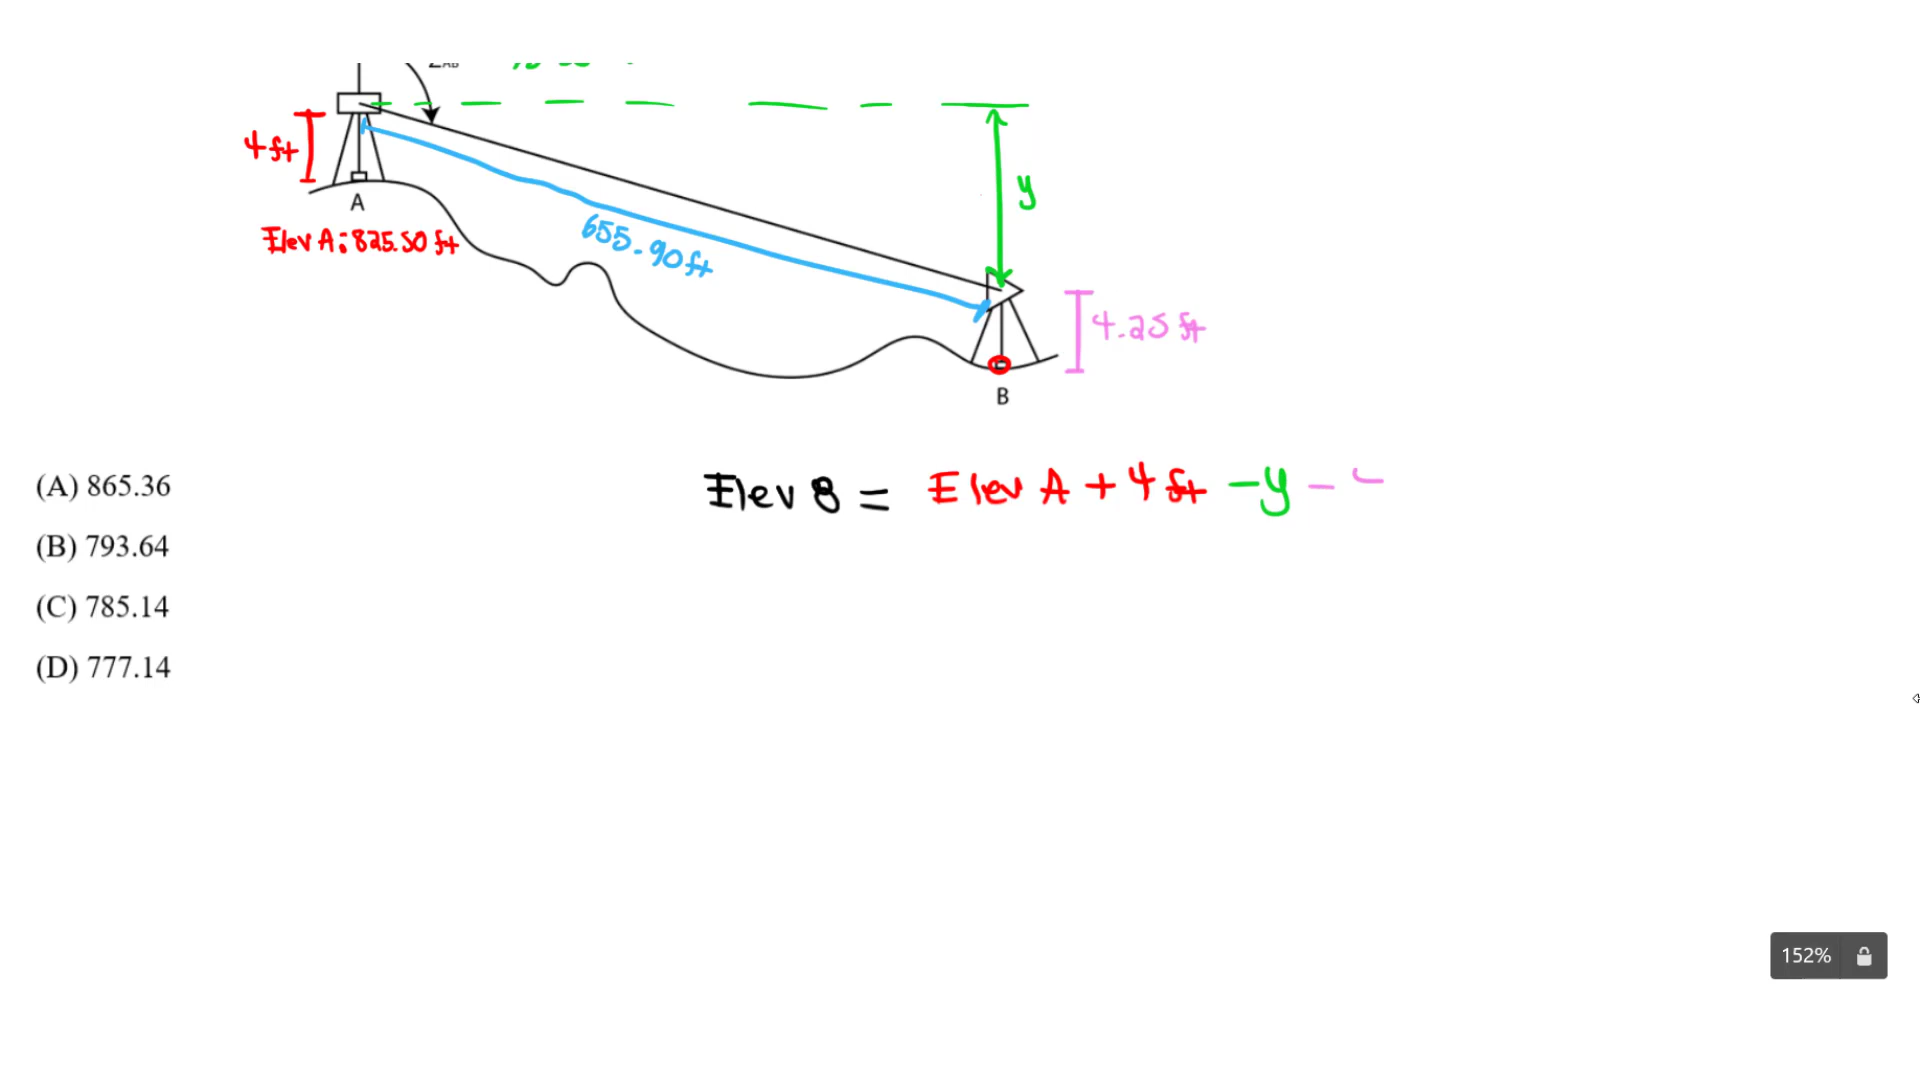 4 ft
y
A
655.90 ft
Elev A: 825.50 ft
4.25 ft
B
(A) 865.36
Elev B = Elev A + 4 ft - y -
(B) 793.64
(C) 785.14
(D) 777.14
152%